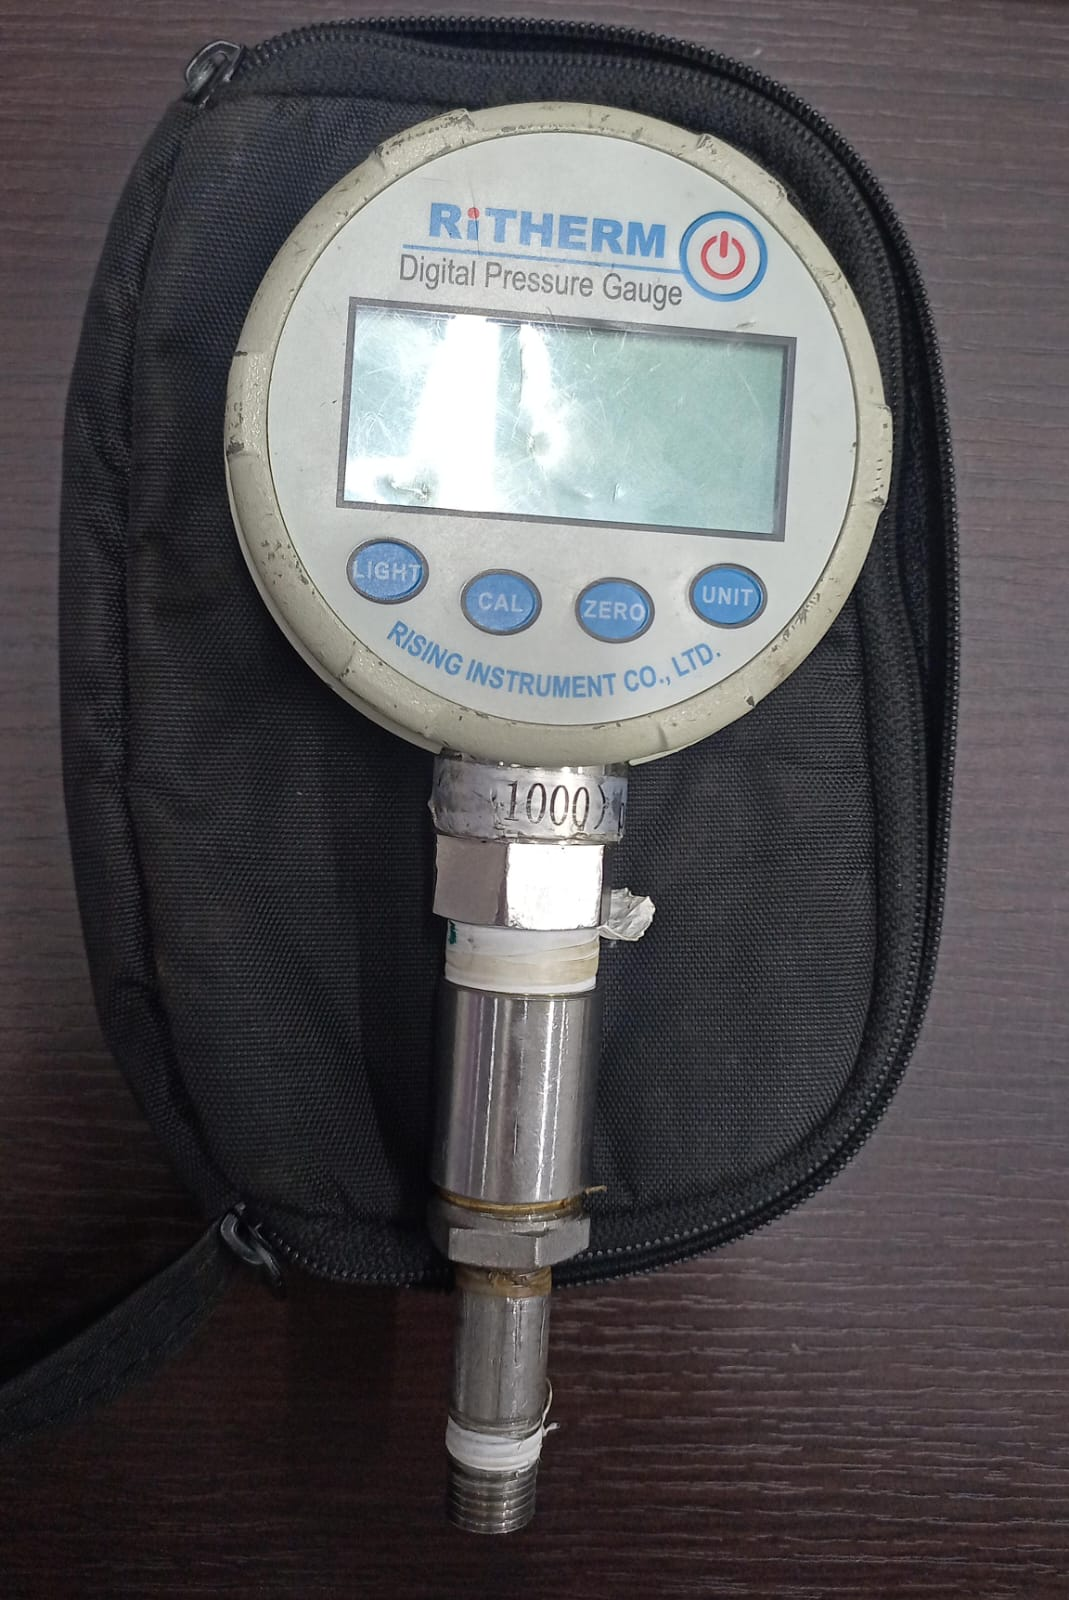 RiTHERM
Digital Pressure Gauge
LIGHT
CAL
ZERO
UNIT
RISING INSTRUMENT CO., LTD.
1000)